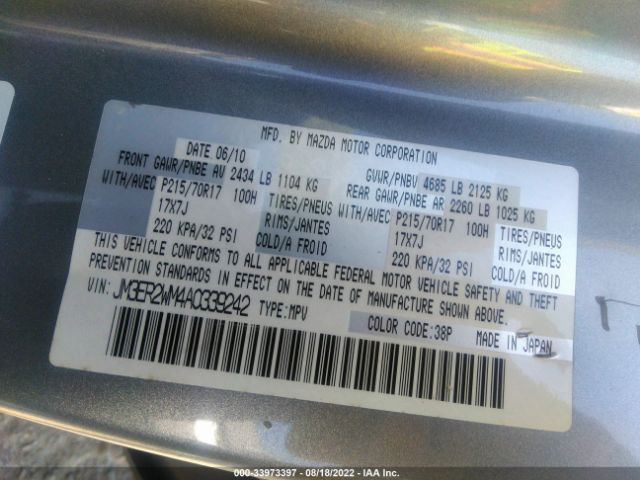 MFD. BY MAZDA MOTOR CORPORATION
DATE 06/10 GVWR/PNBV 4685 LB 2125 KG
FRONT GAWR/PNBE AV 2434 LB 1104 KG REAR GAWR/PNBE AR 2260 LB 1025 KG
WITH/AVEC P215/70R17 100H TIRES/PNEUS WITH/AVEC P215/70R17 100H TIRES/PNEUS
17X7J RIMS/JANTES 17X7J RIMS/JANTES
220 KPA/32 PSI COLD/A FROID 220 KPA/32 PSI COLD/A FROID
THIS VEHICLE CONFORMS TO ALL APPLICABLE FEDERAL MOTOR VEHICLE SAFETY AND THEFT
PREVENTION STANDARDS IN EFFECT ON THE DATE OF MANUFACTURE SHOWN ABOVE.
VIN: JM3ER2WM4A0339242 TYPE: MPV
COLOR CODE: 38P MADE IN JAPAN
000-33973397 - 08/18/2022 - IAA Inc.